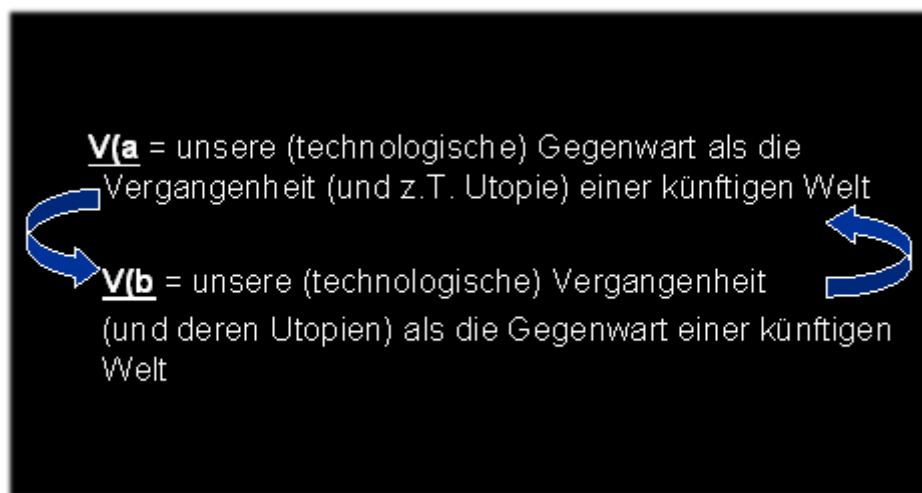 V(a = unsere (technologische) Gegenwart als die
Vergangenheit (und z.T. Utopie) einer künftigen Welt
V(b = unsere (technologische) Vergangenheit
(und deren Utopien) als die Gegenwart einer künftigen
Welt